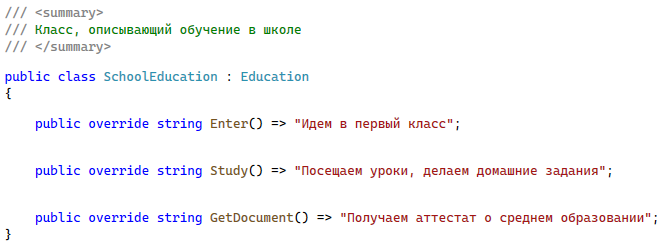 /// <summary>
/// Класс, описывающий обучение в школе
/// </summary>
public class SchoolEducation : Education
{
public override string Enter() => "Идем в первый класс";
public override string Study() => "Посещаем уроки, делаем домашние задания";
public override string GetDocument() => "Получаем аттестат о среднем образовании";
}